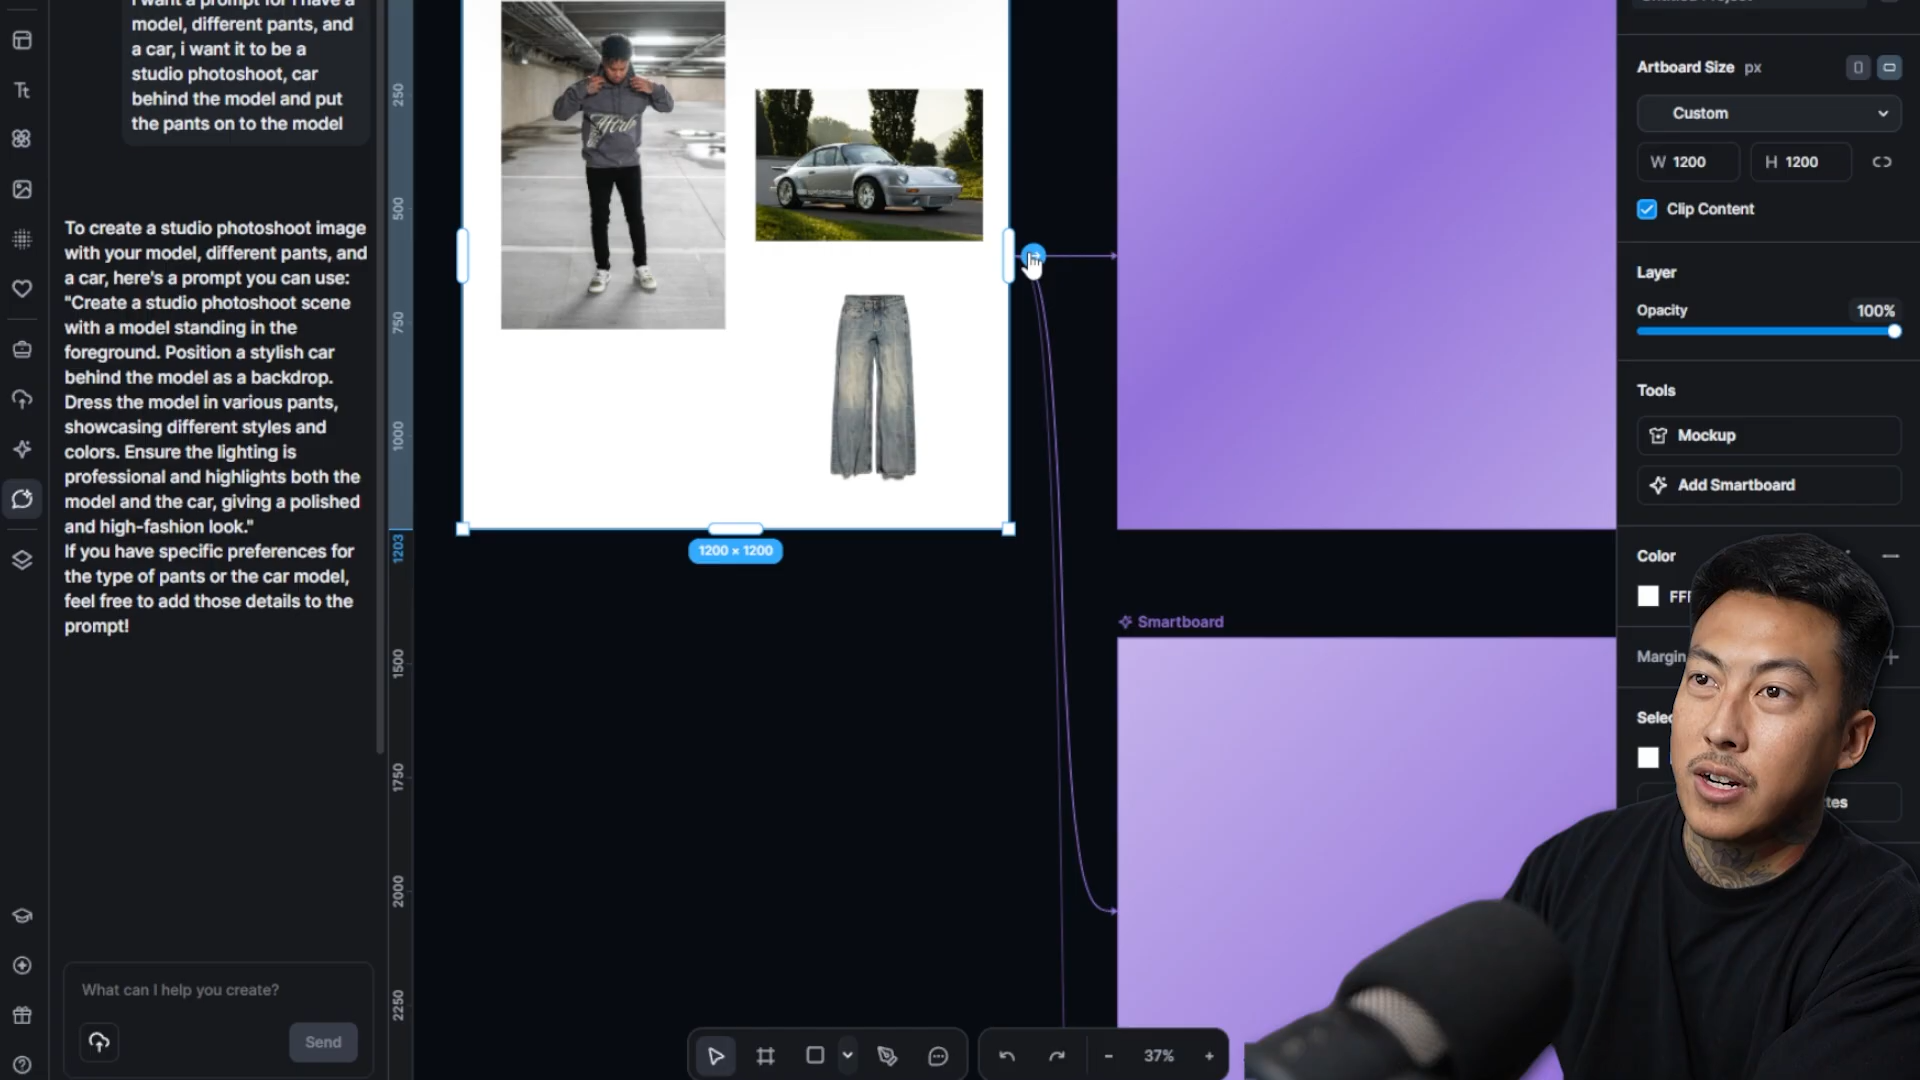 i want a prompt for i have a
model, different pants, and
a car, i want it to be a
studio photoshoot, car
behind the model and put
the pants on to the model
To create a studio photoshoot image
with your model, different pants, and
a car, here's a prompt you can use:
"Create a studio photoshoot scene
with a model standing in the
foreground. Position a stylish car
behind the model as a backdrop.
Dress the model in various pants,
showcasing different styles and
colors. Ensure the lighting is
professional and highlights both the
model and the car, giving a polished
and high-fashion look."
If you have specific preferences for
the type of pants or the car model,
feel free to add those details to the
prompt!
What can I help you create?
Send
250
500
750
1000
1203
1500
1750
2000
2250
1200 × 1200
Smartboard
37%
Untitled Project
Artboard Size px
Custom
W 1200
H 1200
Clip Content
Layer
Opacity
100%
Tools
Mockup
Add Smartboard
Color
Margin